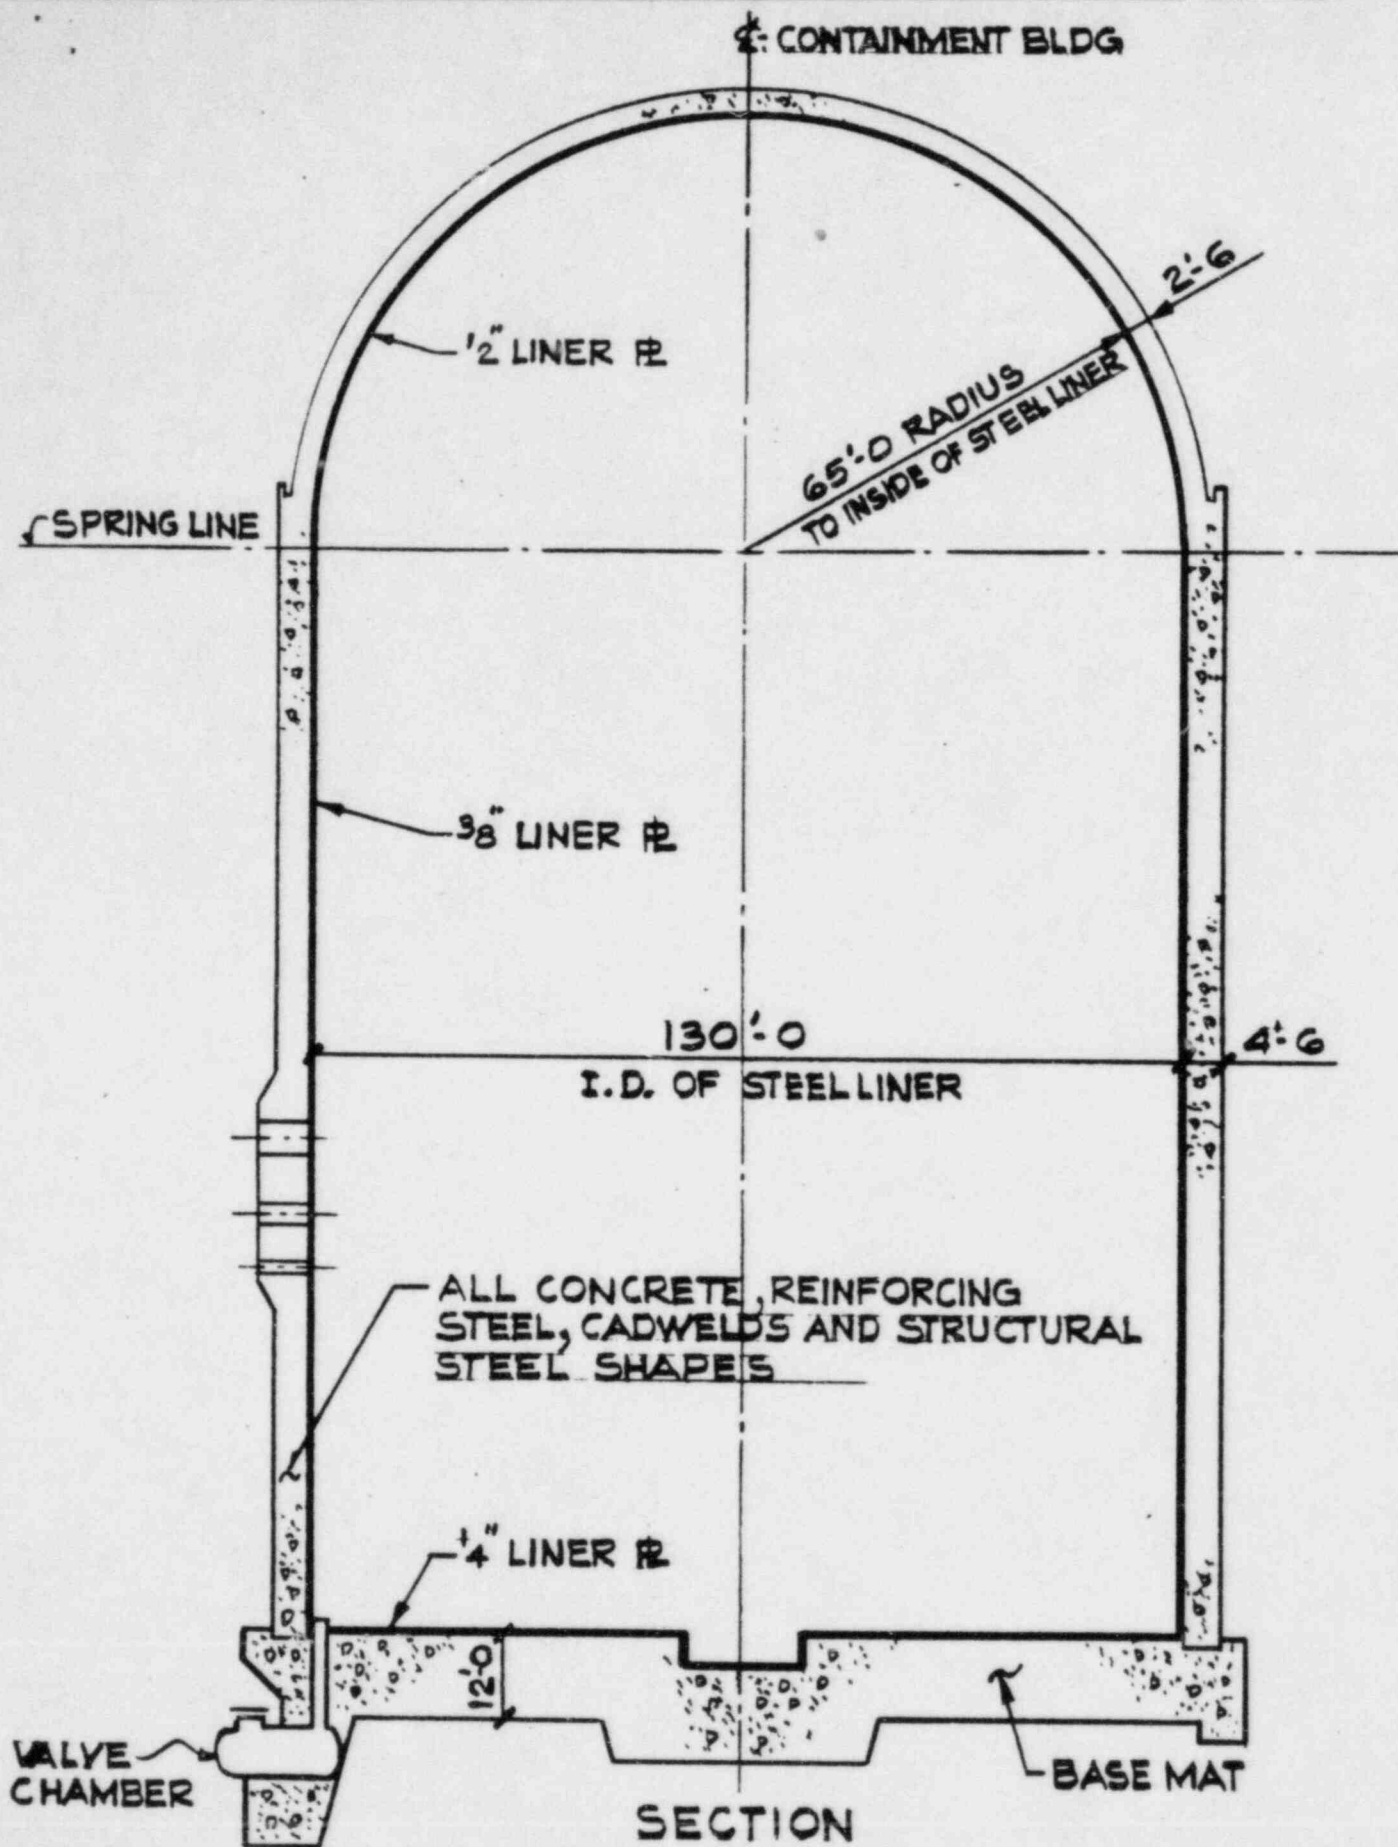 ℄ CONTAINMENT BLDG
2'-6
1/2" LINER PL
65'-0 RADIUS
TO INSIDE OF STEEL LINER
SPRING LINE
3/8" LINER PL
130'-0
4'-6
I.D. OF STEEL LINER
ALL CONCRETE, REINFORCING
STEEL, CADWELDS AND STRUCTURAL
STEEL SHAPES
1/4" LINER PL
12'-0
VALVE
CHAMBER
BASE MAT
SECTION